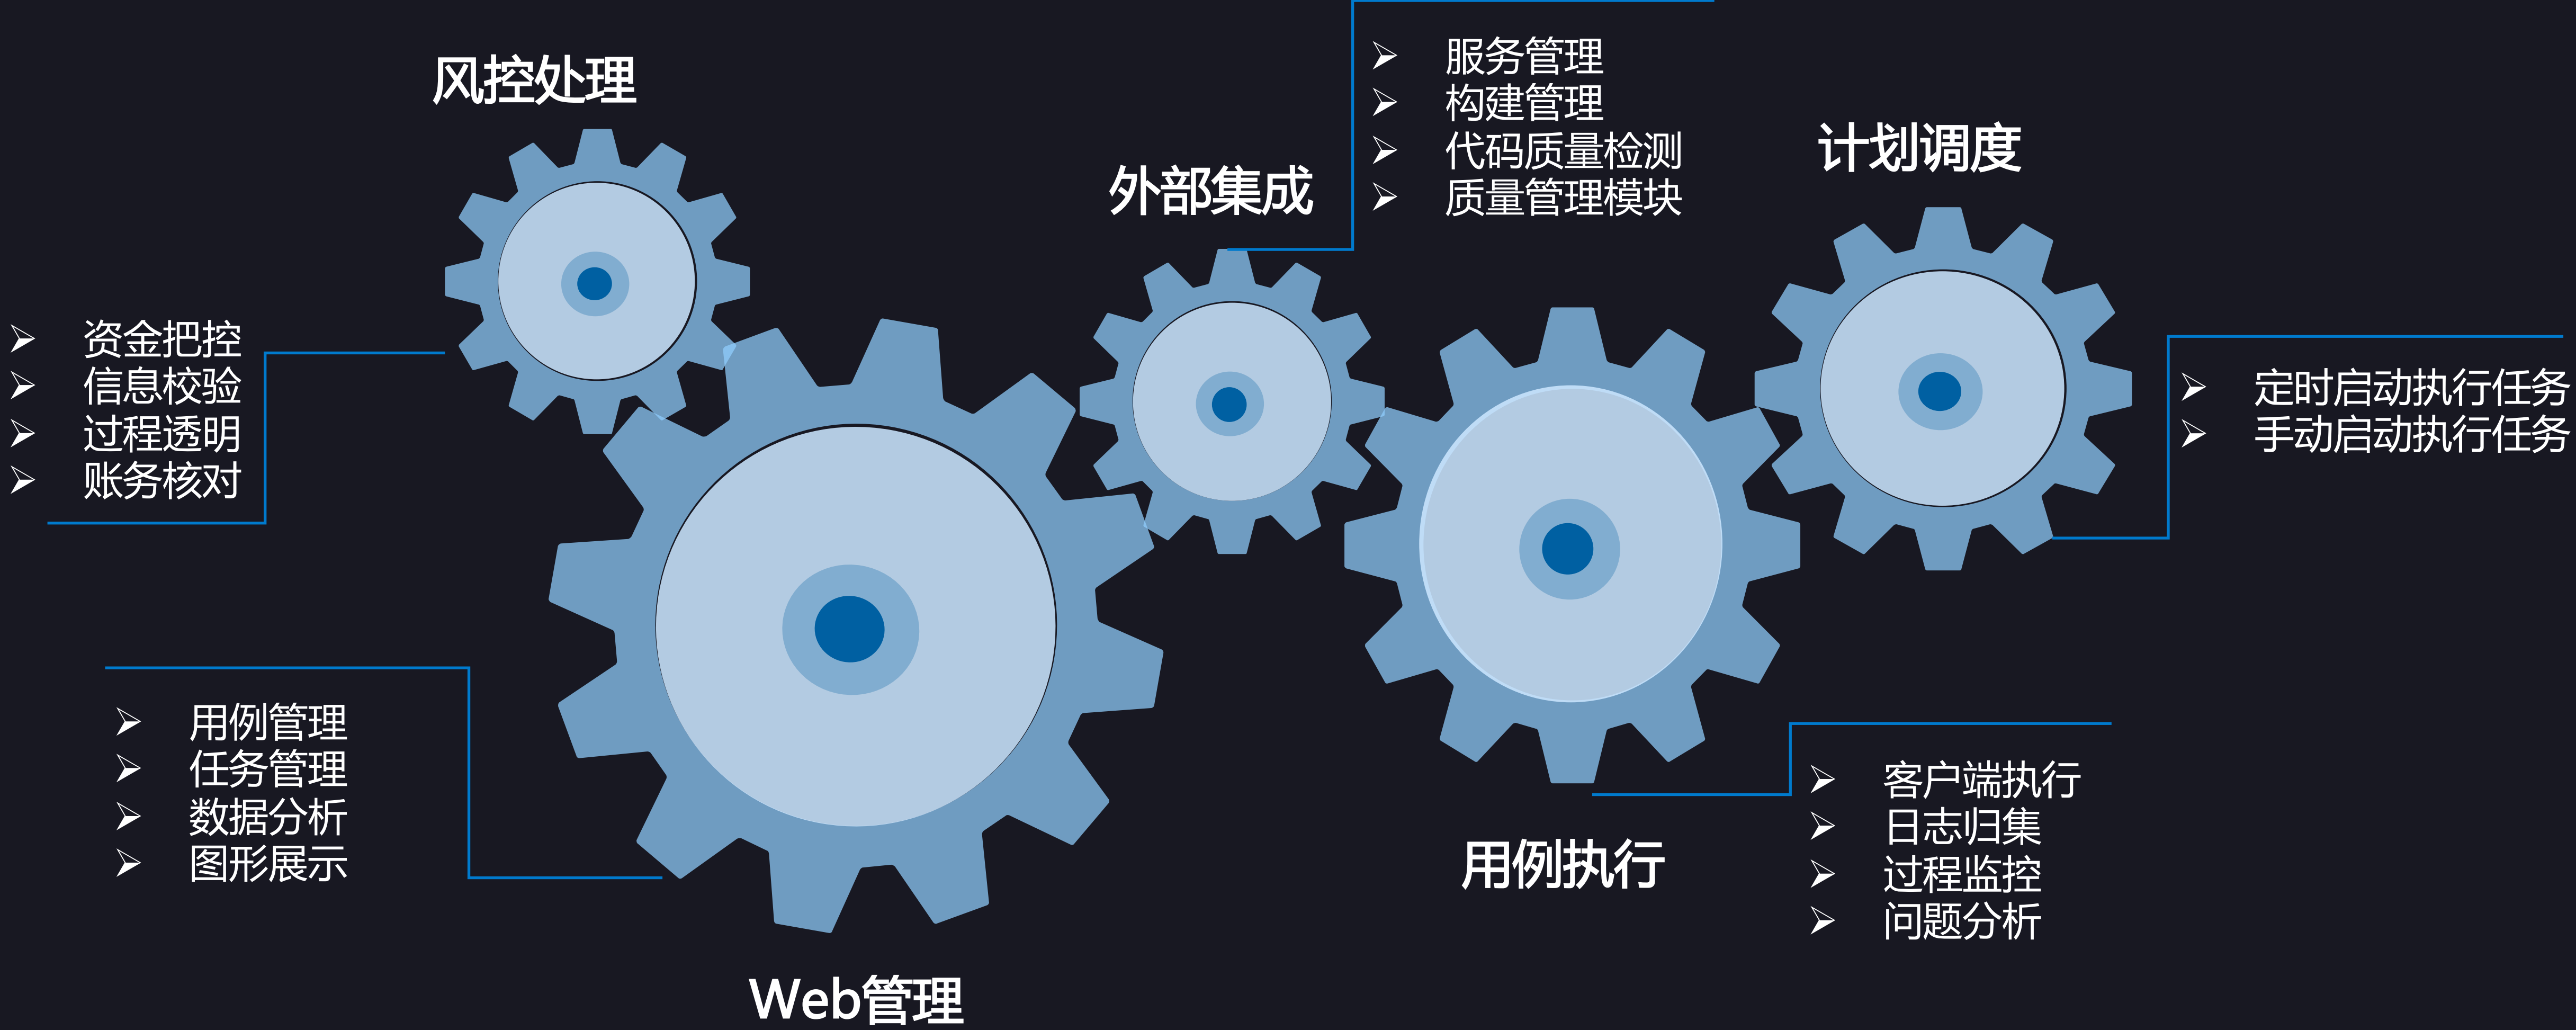 风控处理
资金把控
信息校验
过程透明
账务核对
外部集成
服务管理
构建管理
代码质量检测
质量管理模块
计划调度
定时启动执行任务
手动启动执行任务
用例管理
任务管理
数据分析
图形展示
Web管理
用例执行
客户端执行
日志归集
过程监控
问题分析